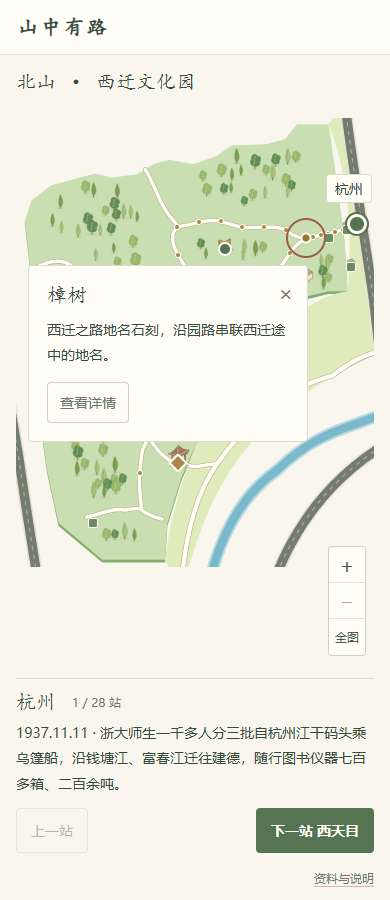 山中有路
北山 • 西迁文化园
杭州
樟树
×
西迁之路地名石刻，沿园路串联西迁途
中的地名。
查看详情
+
−
全图
杭州 1 / 28 站
1937.11.11 · 浙大师生一千多人分三批自杭州江干码头乘
乌篷船，沿钱塘江、富春江迁往建德，随行图书仪器七百
多箱、二百余吨。
上一站
下一站 西天目
资料与说明